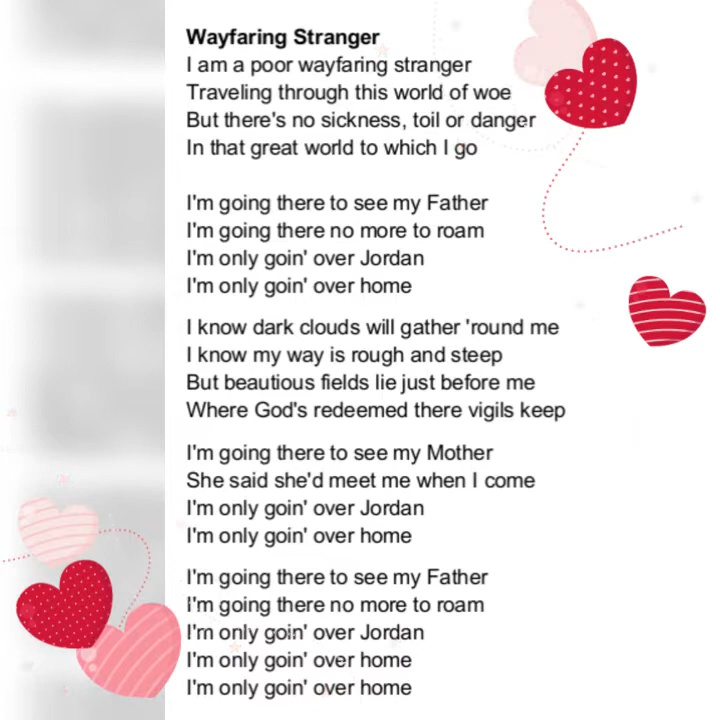 Wayfaring Stranger
I am a poor wayfaring stranger
Traveling through this world of woe
But there's no sickness, toil or danger
In that great world to which I go
I'm going there to see my Father
I'm going there no more to roam
I'm only goin' over Jordan
I'm only goin' over home
I know dark clouds will gather 'round me
I know my way is rough and steep
But beautious fields lie just before me
Where God's redeemed there vigils keep
I'm going there to see my Mother
She said she'd meet me when I come
I'm only goin' over Jordan
I'm only goin' over home
I'm going there to see my Father
I'm going there no more to roam
I'm only goin' over Jordan
I'm only goin' over home
I'm only goin' over home